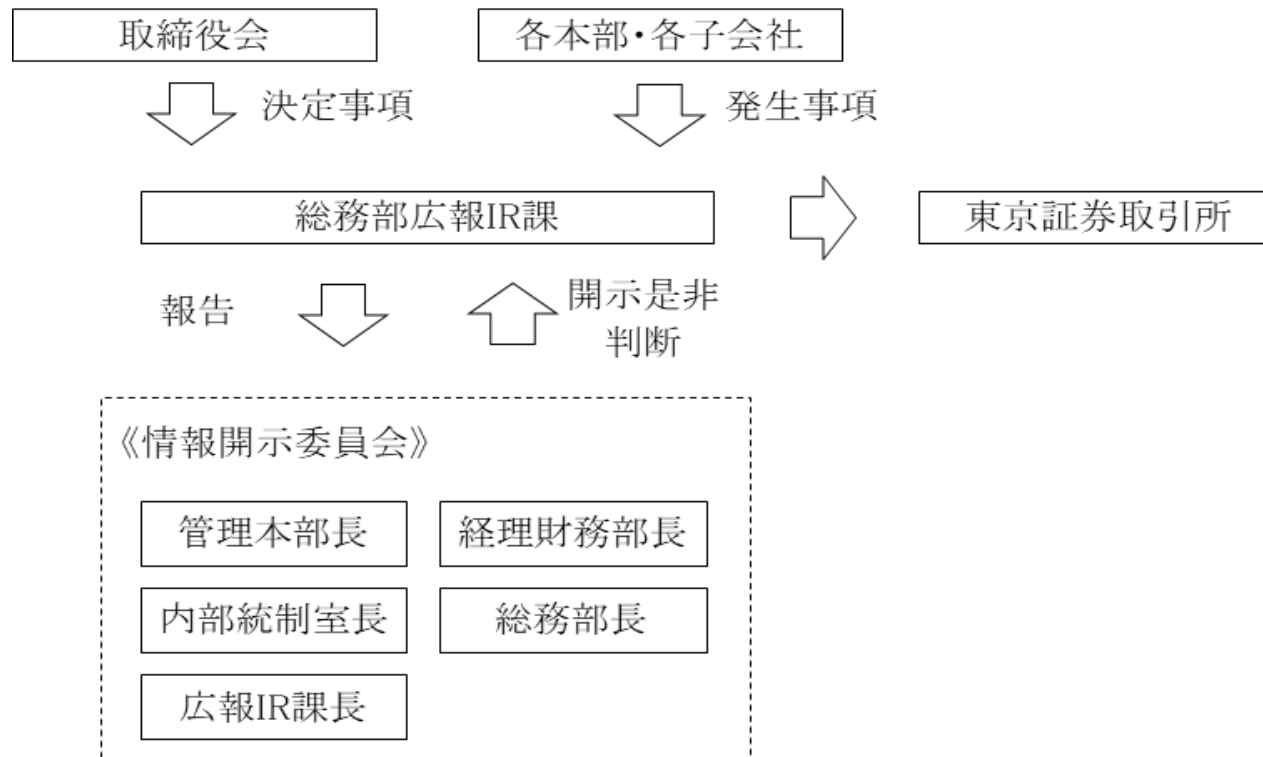 取締役会
各本部・各子会社
決定事項
発生事項
総務部広報IR課
東京証券取引所
報告
開示是非
判断
《情報開示委員会》
管理本部長
経理財務部長
内部統制室長
総務部長
広報IR課長